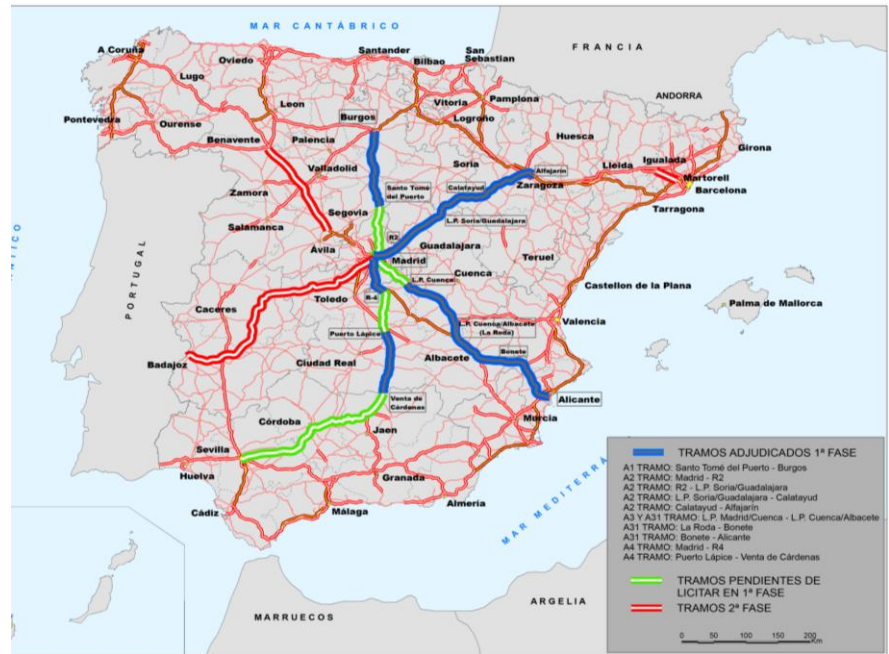 MAR CANTÁBRICO
FRANCIA
A Coruña
Oviedo
Santander
San
Sebastian
Bilbao
Lugo
Leon
Vitoria
Pamplona
ANDORRA
Pontevedra
Ourense
Burgos
Logroño
Huesca
Girona
Benavente
Palencia
Lleida
Igualada
Valladolid
Soria
Alfajarín
Martorell
Zamora
Santo Tomé
del Puerto
Calatayud
Zaragoza
Barcelona
Tarragona
Salamanca
Segovia
L.P. Soria/Guadalajara
R2
Guadalajara
Ávila
Madrid
Teruel
PORTUGAL
L.P. Cuenca
Cuenca
Castellon de la Plana
Caceres
Toledo
R-4
Palma de Mallorca
Puerto Lápice
L.P. Cuenca/Albacete
(La Roda)
Valencia
Badajoz
Ciudad Real
Albacete
Bonete
Venta de
Cárdenas
Alicante
Córdoba
Murcia
Jaen
Sevilla
Huelva
Granada
Cádiz
Málaga
Almería
MAR MEDITERRÁ
ÁNTICO
MARRUECOS
ARGELIA
TRAMOS ADJUDICADOS 1ª FASE
A1 TRAMO: Santo Tomé del Puerto - Burgos
A2 TRAMO: Madrid - R2
A2 TRAMO: R2 - L.P. Soria/Guadalajara
A2 TRAMO: L.P. Soria/Guadalajara - Calatayud
A2 TRAMO: Calatayud - Alfajarín
A3 Y A31 TRAMO: L.P. Madrid/Cuenca - L.P. Cuenca/Albacete
A31 TRAMO: La Roda - Bonete
A31 TRAMO: Bonete - Alicante
A4 TRAMO: Madrid - R4
A4 TRAMO: Puerto Lápice - Venta de Cárdenas
TRAMOS PENDIENTES DE
LICITAR EN 1ª FASE
TRAMOS 2ª FASE
0 50 100 150 200
Km